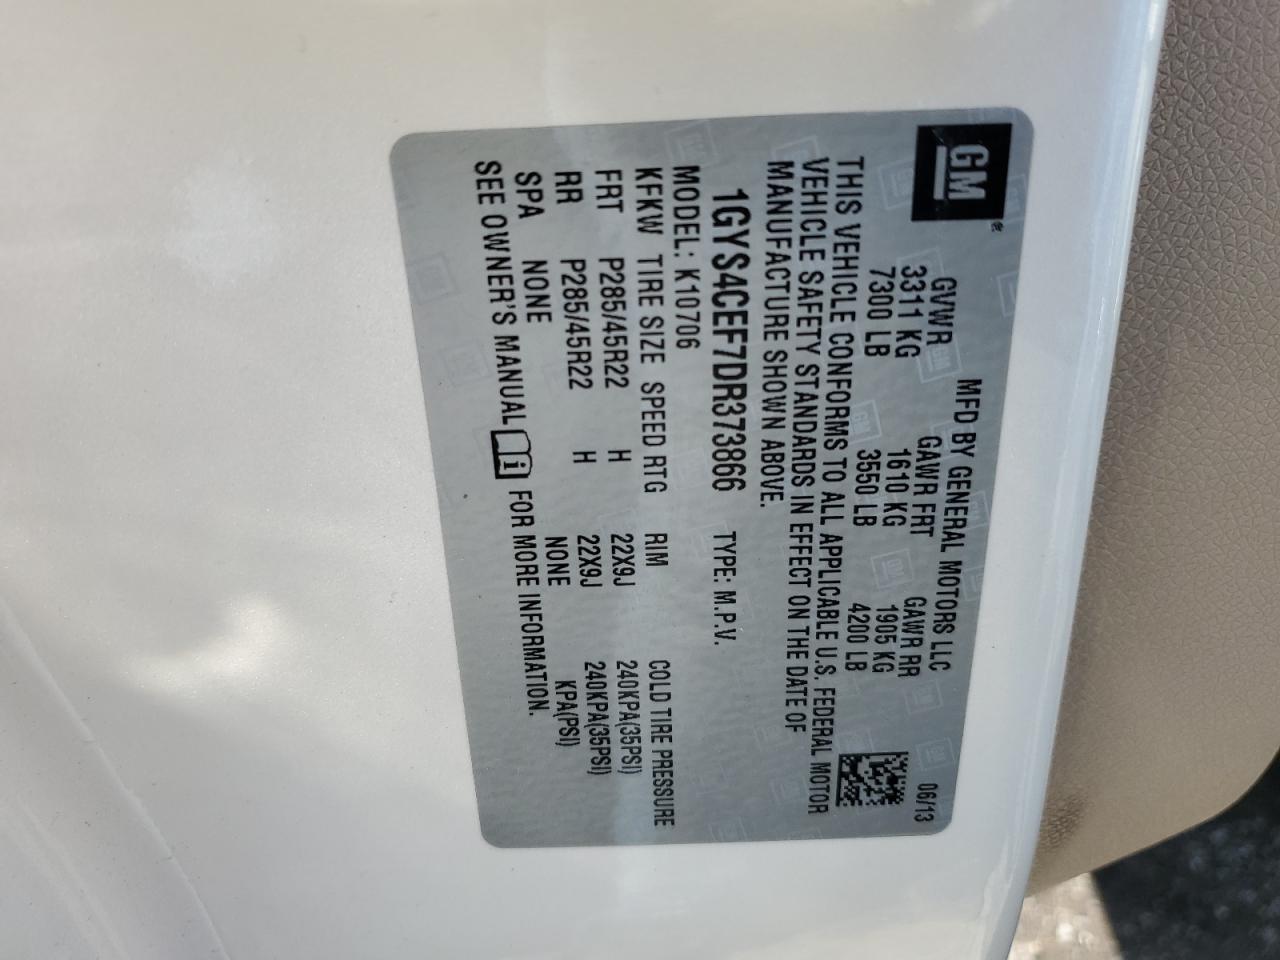 GM
MFD BY GENERAL MOTORS LLC 06/13
GVWR GAWR FRT GAWR RR
3311 KG 1610 KG 1905 KG
7300 LB 3550 LB 4200 LB
THIS VEHICLE CONFORMS TO ALL APPLICABLE U.S. FEDERAL MOTOR
VEHICLE SAFETY STANDARDS IN EFFECT ON THE DATE OF
MANUFACTURE SHOWN ABOVE.
1GYS4CEF7DR373866 TYPE: M.P.V.
MODEL: K10706
KFKW TIRE SIZE SPEED RTG RIM COLD TIRE PRESSURE
FRT P285/45R22 H 22X9J 240KPA(35PSI)
RR P285/45R22 H 22X9J 240KPA(35PSI)
SPA NONE NONE KPA(PSI)
SEE OWNER'S MANUAL FOR MORE INFORMATION.